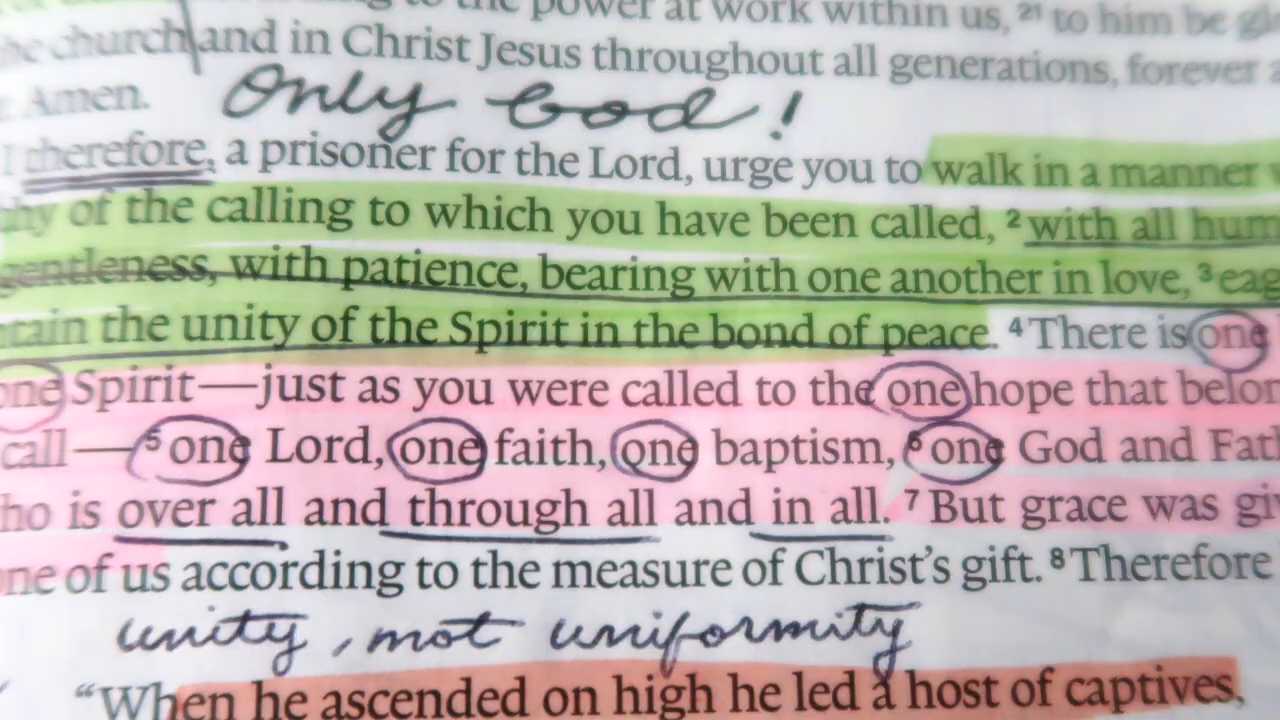 to the power at work within us, ²¹ to him be
the church and in Christ Jesus throughout all generations, forever
Amen.
Only God!
I therefore, a prisoner for the Lord, urge you to walk in a manner
of the calling to which you have been called, ² with all hum
gentleness, with patience, bearing with one another in love, ³ eag
tain the unity of the Spirit in the bond of peace. ⁴ There is one
one Spirit—just as you were called to the one hope that belon
call— ⁵ one Lord, one faith, one baptism, ⁶ one God and Fath
ho is over all and through all and in all. ⁷ But grace was giv
one of us according to the measure of Christ's gift. ⁸ Therefore
unity, not uniformity
“When he ascended on high he led a host of captives,